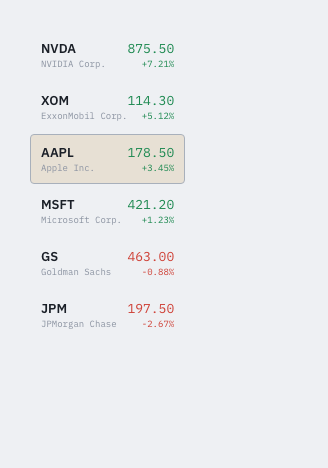 NVDA 875.50
NVIDIA Corp. +7.21%
XOM 114.30
ExxonMobil Corp. +5.12%
AAPL 178.50
Apple Inc. +3.45%
MSFT 421.20
Microsoft Corp. +1.23%
GS 463.00
Goldman Sachs -0.88%
JPM 197.50
JPMorgan Chase -2.67%